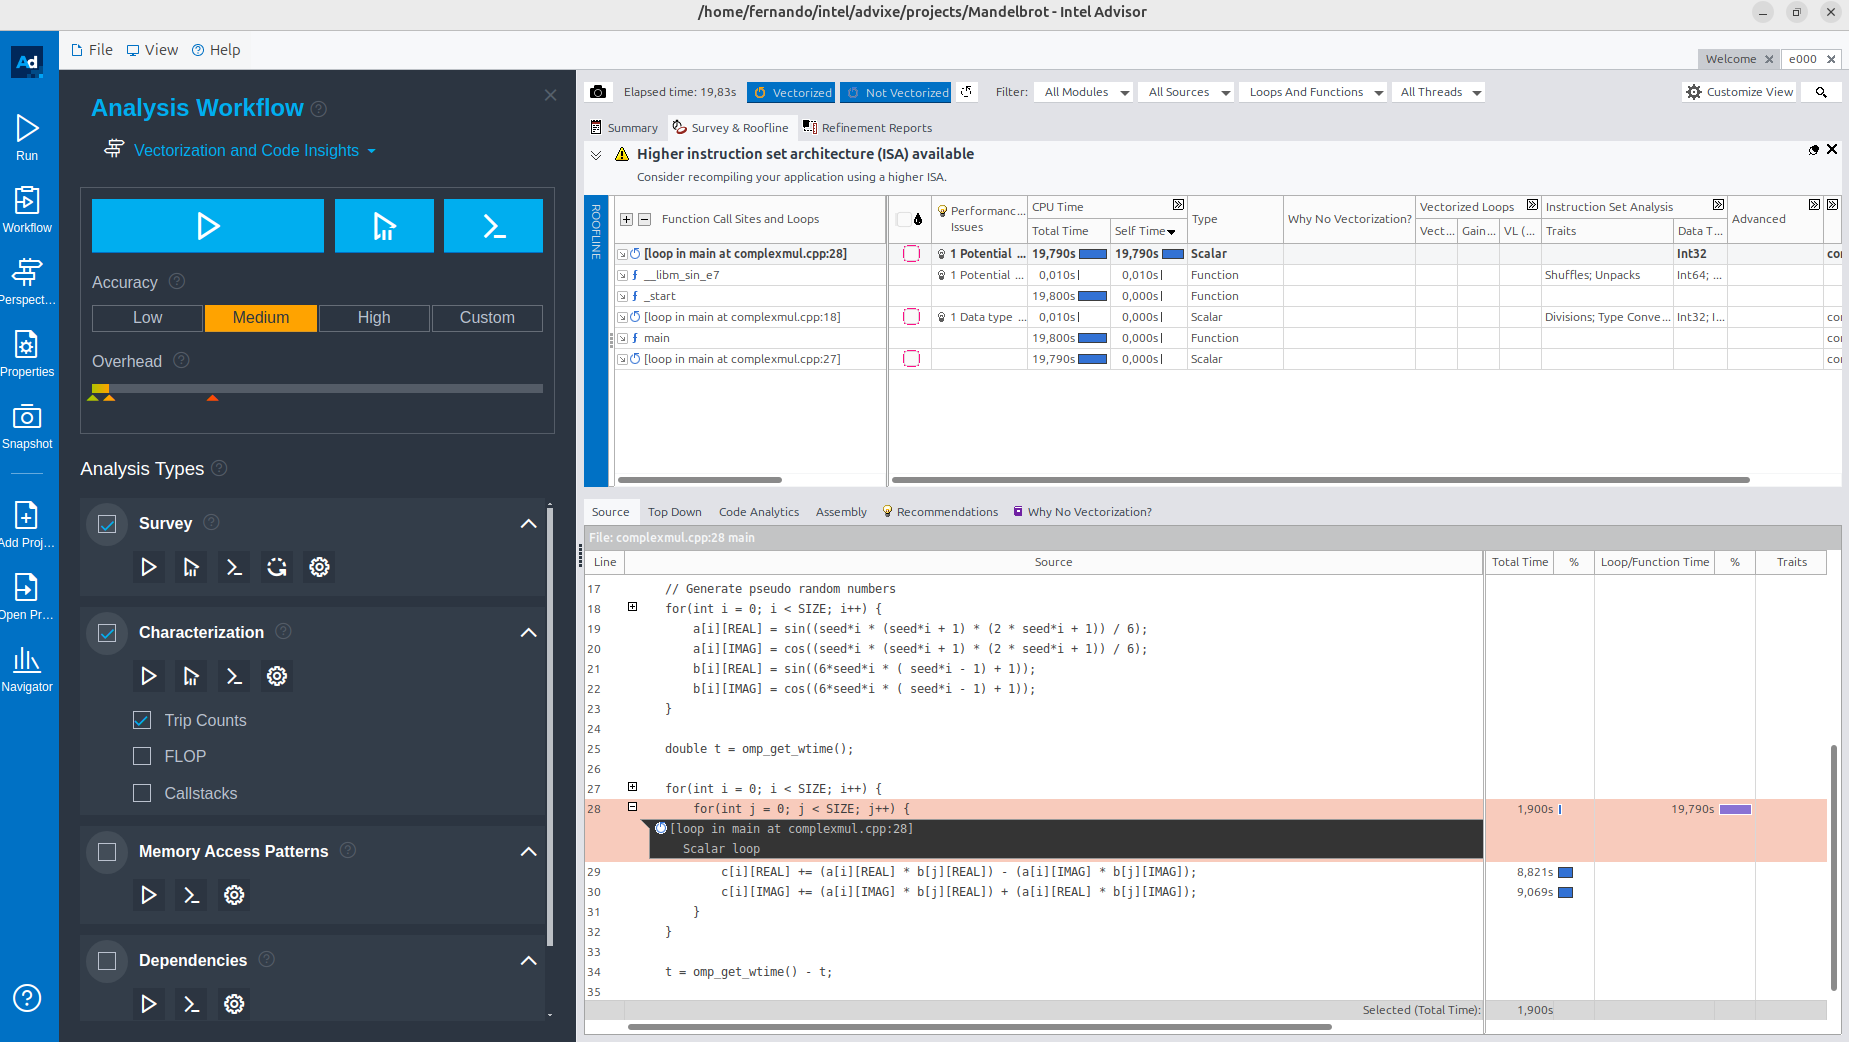 /home/fernando/intel/advixe/projects/Mandelbrot - Intel Advisor
Ad
File View Help
Welcome e000
Run
Workflow
Perspect...
Properties
Snapshot
Add Proj...
Open Pr...
Navigator
Analysis Workflow
Vectorization and Code Insights
Accuracy
Low Medium High Custom
Overhead
Analysis Types
Survey
Characterization
Trip Counts
FLOP
Callstacks
Memory Access Patterns
Dependencies
Elapsed time: 19,83s Vectorized Not Vectorized Filter: All Modules All Sources Loops And Functions All Threads Customize View
Summary Survey & Roofline Refinement Reports
Higher instruction set architecture (ISA) available
Consider recompiling your application using a higher ISA.
ROOFLINE
Function Call Sites and Loops Performanc... Issues CPU Time Type Why No Vectorization? Vectorized Loops Instruction Set Analysis Advanced
Total Time Self Time Vect... Gain... VL (... Traits Data T...
[loop in main at complexmul.cpp:28] 1 Potential ... 19,790s 19,790s Scalar Int32 co
__libm_sin_e7 1 Potential ... 0,010s 0,010s Function Shuffles; Unpacks Int64; ...
_start 19,800s 0,000s Function
[loop in main at complexmul.cpp:18] 1 Data type ... 0,010s 0,000s Scalar Divisions; Type Conve... Int32; I... co
main 19,800s 0,000s Function co
[loop in main at complexmul.cpp:27] 19,790s 0,000s Scalar co
Source Top Down Code Analytics Assembly Recommendations Why No Vectorization?
File: complexmul.cpp:28 main
Line Source Total Time % Loop/Function Time % Traits
17 // Generate pseudo random numbers
18 for(int i = 0; i < SIZE; i++) {
19 a[i][REAL] = sin((seed*i * (seed*i + 1) * (2 * seed*i + 1)) / 6);
20 a[i][IMAG] = cos((seed*i * (seed*i + 1) * (2 * seed*i + 1)) / 6);
21 b[i][REAL] = sin((6*seed*i * ( seed*i - 1) + 1));
22 b[i][IMAG] = cos((6*seed*i * ( seed*i - 1) + 1));
23 }
24
25 double t = omp_get_wtime();
26
27 for(int i = 0; i < SIZE; i++) {
28 for(int j = 0; j < SIZE; j++) { 1,900s 19,790s
[loop in main at complexmul.cpp:28]
Scalar loop
29 c[i][REAL] += (a[i][REAL] * b[j][REAL]) - (a[i][IMAG] * b[j][IMAG]); 8,821s
30 c[i][IMAG] += (a[i][IMAG] * b[j][REAL]) + (a[i][REAL] * b[j][IMAG]); 9,069s
31 }
32 }
33
34 t = omp_get_wtime() - t;
35
Selected (Total Time): 1,900s